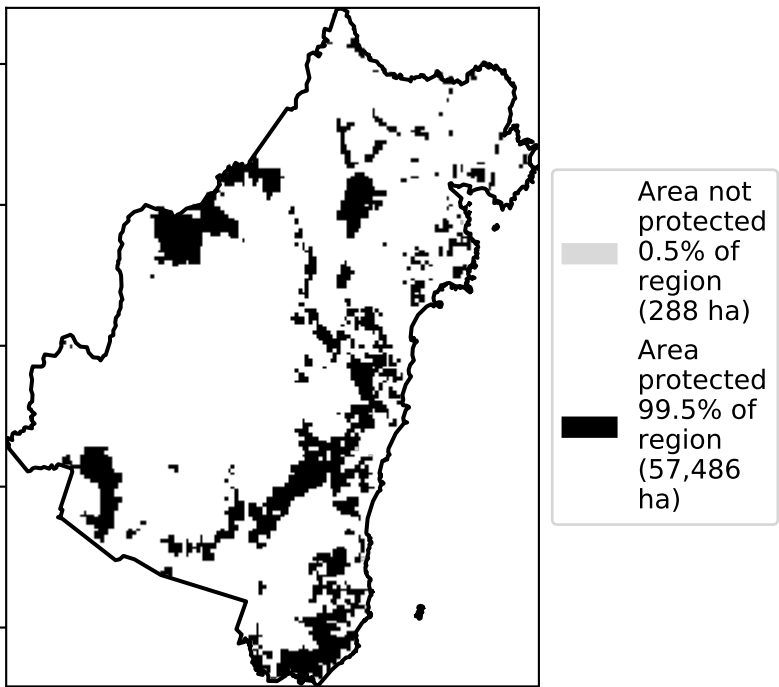 Area not
protected
0.5% of
region
(288 ha)
Area
protected
99.5% of
region
(57,486
ha)